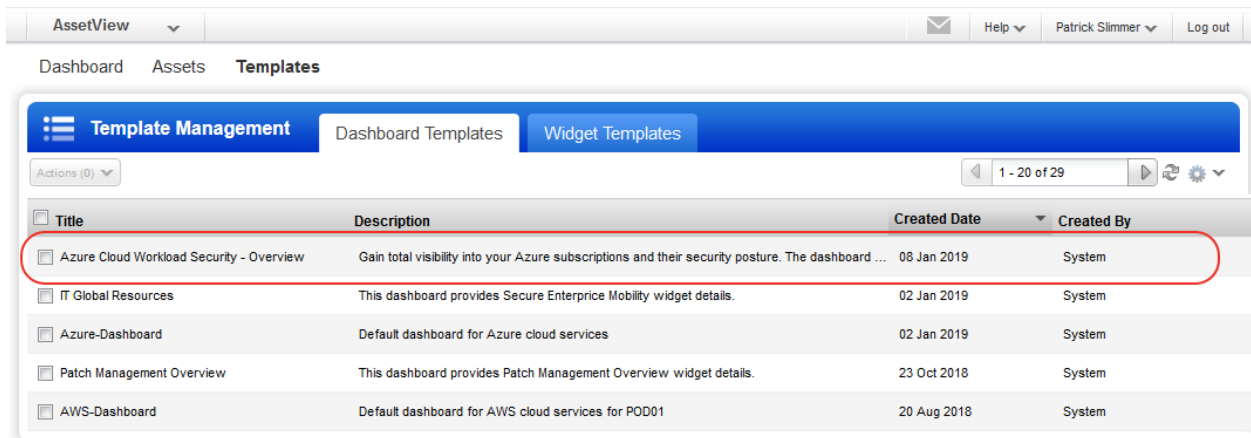 AssetView Help Patrick Slimmer Log out
Dashboard Assets Templates
Template Management Dashboard Templates Widget Templates
Actions (0) 1 - 20 of 29
Title Description Created Date Created By
Azure Cloud Workload Security - Overview Gain total visibility into your Azure subscriptions and their security posture. The dashboard ... 08 Jan 2019 System
IT Global Resources This dashboard provides Secure Enterprice Mobility widget details. 02 Jan 2019 System
Azure-Dashboard Default dashboard for Azure cloud services 02 Jan 2019 System
Patch Management Overview This dashboard provides Patch Management Overview widget details. 23 Oct 2018 System
AWS-Dashboard Default dashboard for AWS cloud services for POD01 20 Aug 2018 System